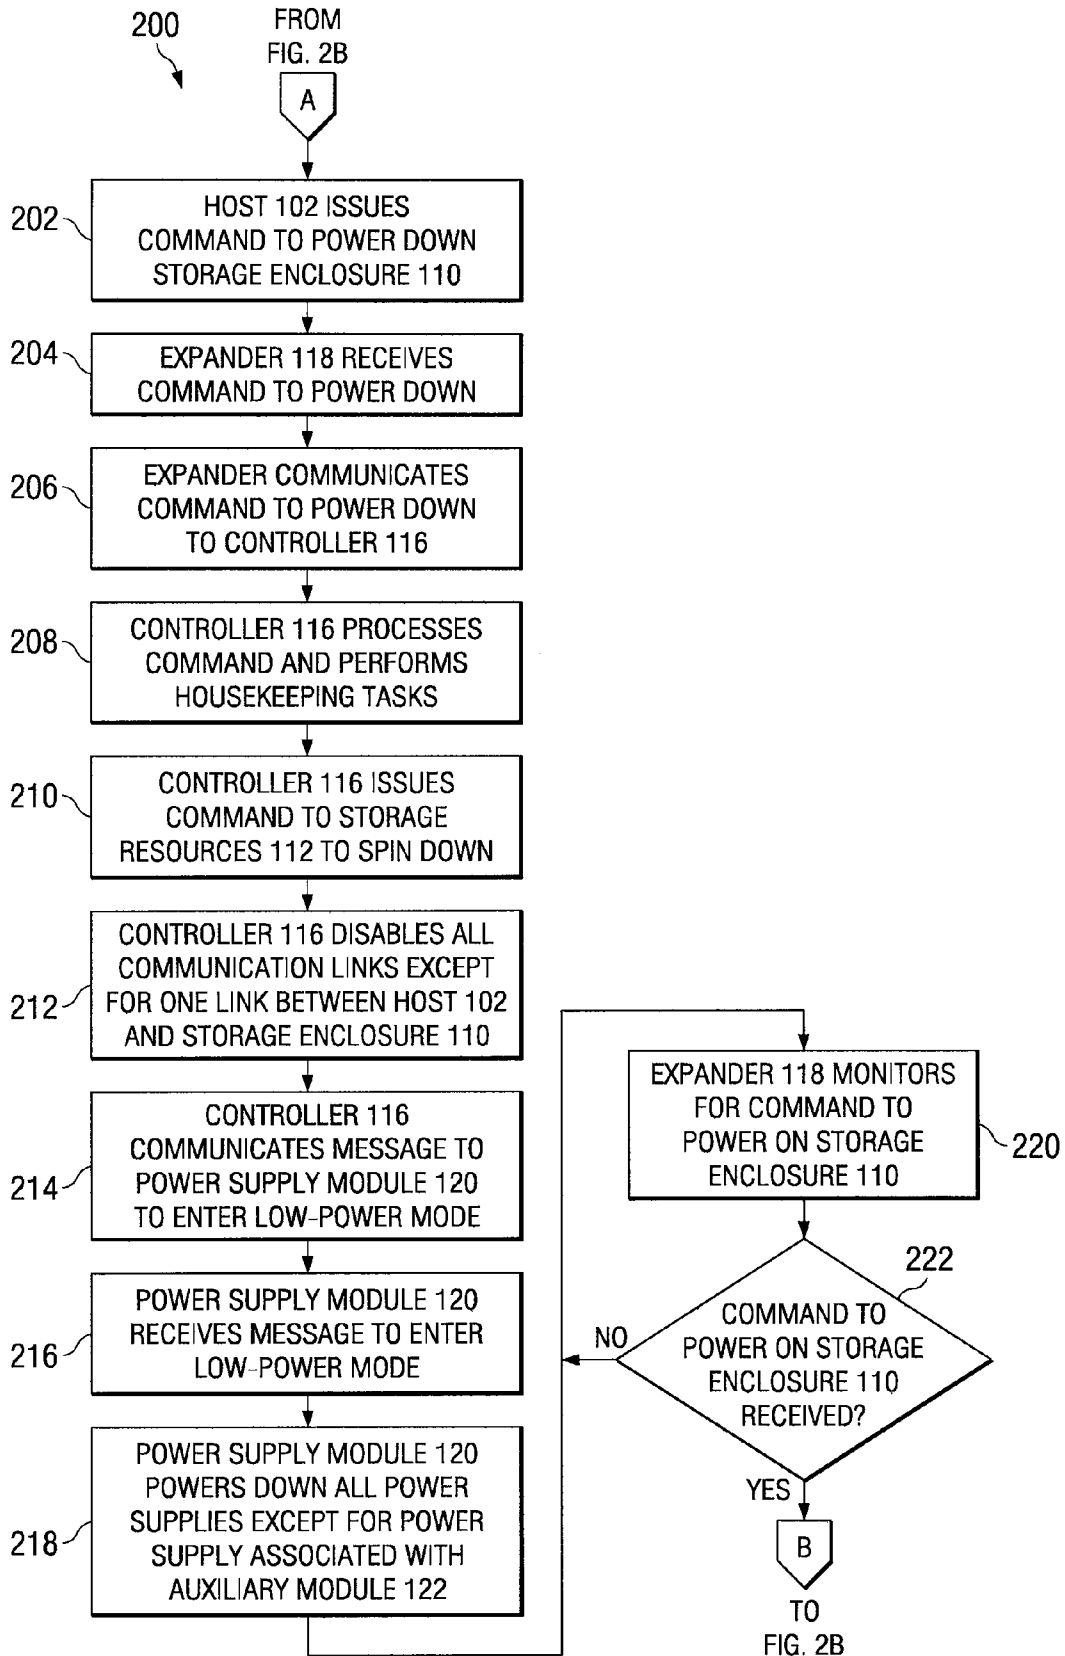 200
FROM
FIG. 2B
A
202
HOST 102 ISSUES
COMMAND TO POWER DOWN
STORAGE ENCLOSURE 110
204
EXPANDER 118 RECEIVES
COMMAND TO POWER DOWN
206
EXPANDER COMMUNICATES
COMMAND TO POWER DOWN
TO CONTROLLER 116
208
CONTROLLER 116 PROCESSES
COMMAND AND PERFORMS
HOUSEKEEPING TASKS
210
CONTROLLER 116 ISSUES
COMMAND TO STORAGE
RESOURCES 112 TO SPIN DOWN
212
CONTROLLER 116 DISABLES ALL
COMMUNICATION LINKS EXCEPT
FOR ONE LINK BETWEEN HOST 102
AND STORAGE ENCLOSURE 110
214
CONTROLLER 116
COMMUNICATES MESSAGE TO
POWER SUPPLY MODULE 120
TO ENTER LOW-POWER MODE
216
POWER SUPPLY MODULE 120
RECEIVES MESSAGE TO ENTER
LOW-POWER MODE
218
POWER SUPPLY MODULE 120
POWERS DOWN ALL POWER
SUPPLIES EXCEPT FOR POWER
SUPPLY ASSOCIATED WITH
AUXILIARY MODULE 122
EXPANDER 118 MONITORS
FOR COMMAND TO
POWER ON STORAGE
ENCLOSURE 110
220
222
COMMAND TO
POWER ON STORAGE
ENCLOSURE 110
RECEIVED?
NO
YES
B
TO
FIG. 2B